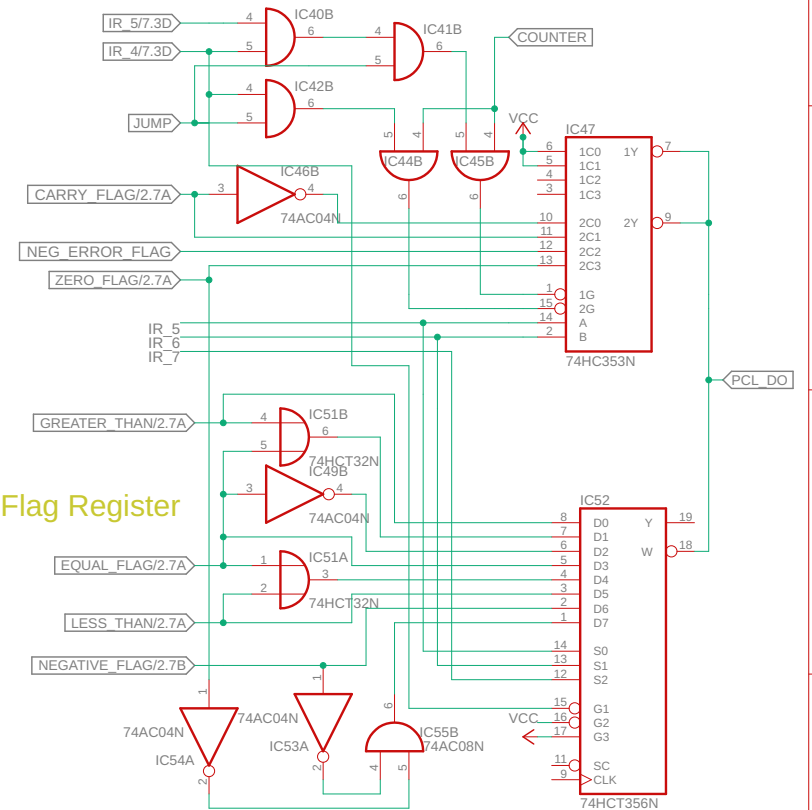 IR_5/7.3D
4
5
6
IC40B
4
5
6
IC41B
COUNTER
IR_4/7.3D
4
5
6
IC42B
JUMP
5
4
IC44B
6
5
4
IC45B
6
VCC
IC47
6 1C0 1Y 7
5 1C1
4 1C2
3 1C3
10 2C0 2Y 9
11 2C1
12 2C2
13 2C3
1 1G
15 2G
14 A
2 B
74HC353N
CARRY_FLAG/2.7A
3
IC46B
4
74AC04N
NEG_ERROR_FLAG
ZERO_FLAG/2.7A
IR_5
IR_6
IR_7
PCL_DO
GREATER_THAN/2.7A
4
5
IC51B
6
74HCT32N
IC49B
3
4
74AC04N
Flag Register
EQUAL_FLAG/2.7A
1
2
IC51A
3
74HCT32N
LESS_THAN/2.7A
NEGATIVE_FLAG/2.7B
IC52
8 D0 Y 19
7 D1
6 D2 W 18
5 D3
4 D4
3 D5
2 D6
1 D7
14 S0
13 S1
12 S2
15 G1
VCC 16 G2
17 G3
11 SC
9 CLK
74HCT356N
1
74AC04N
IC54A
2
1
74AC04N
IC53A
2
6
IC55B
74AC08N
4
5